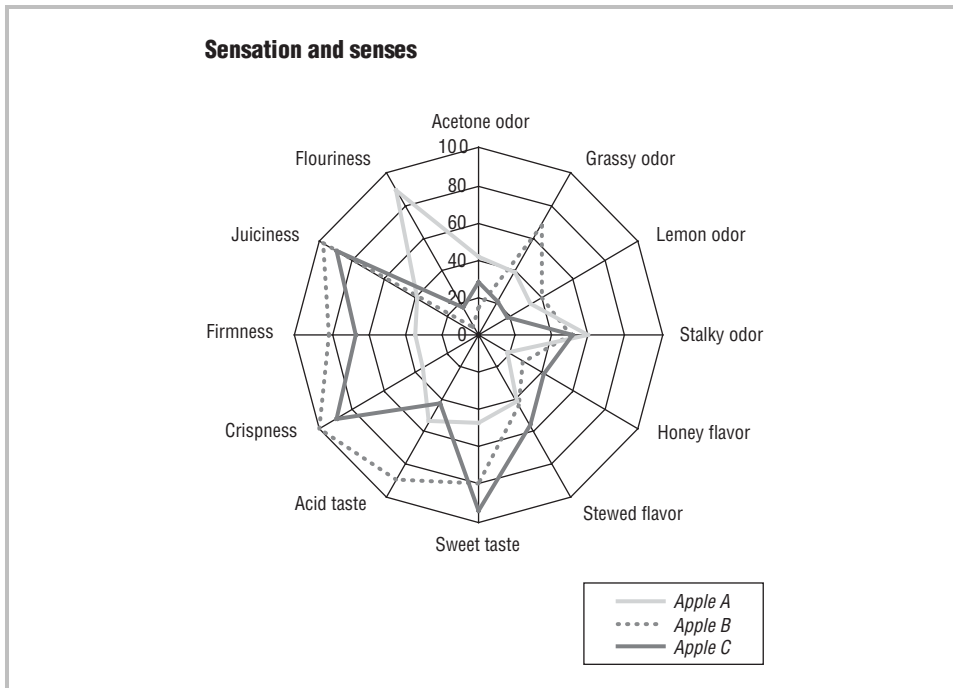 Sensation and senses
Acetone odor
100
80
60
40
20
0
Grassy odor
Lemon odor
Stalky odor
Honey flavor
Stewed flavor
Sweet taste
Acid taste
Crispness
Firmness
Juiciness
Flouriness
Apple A
Apple B
Apple C